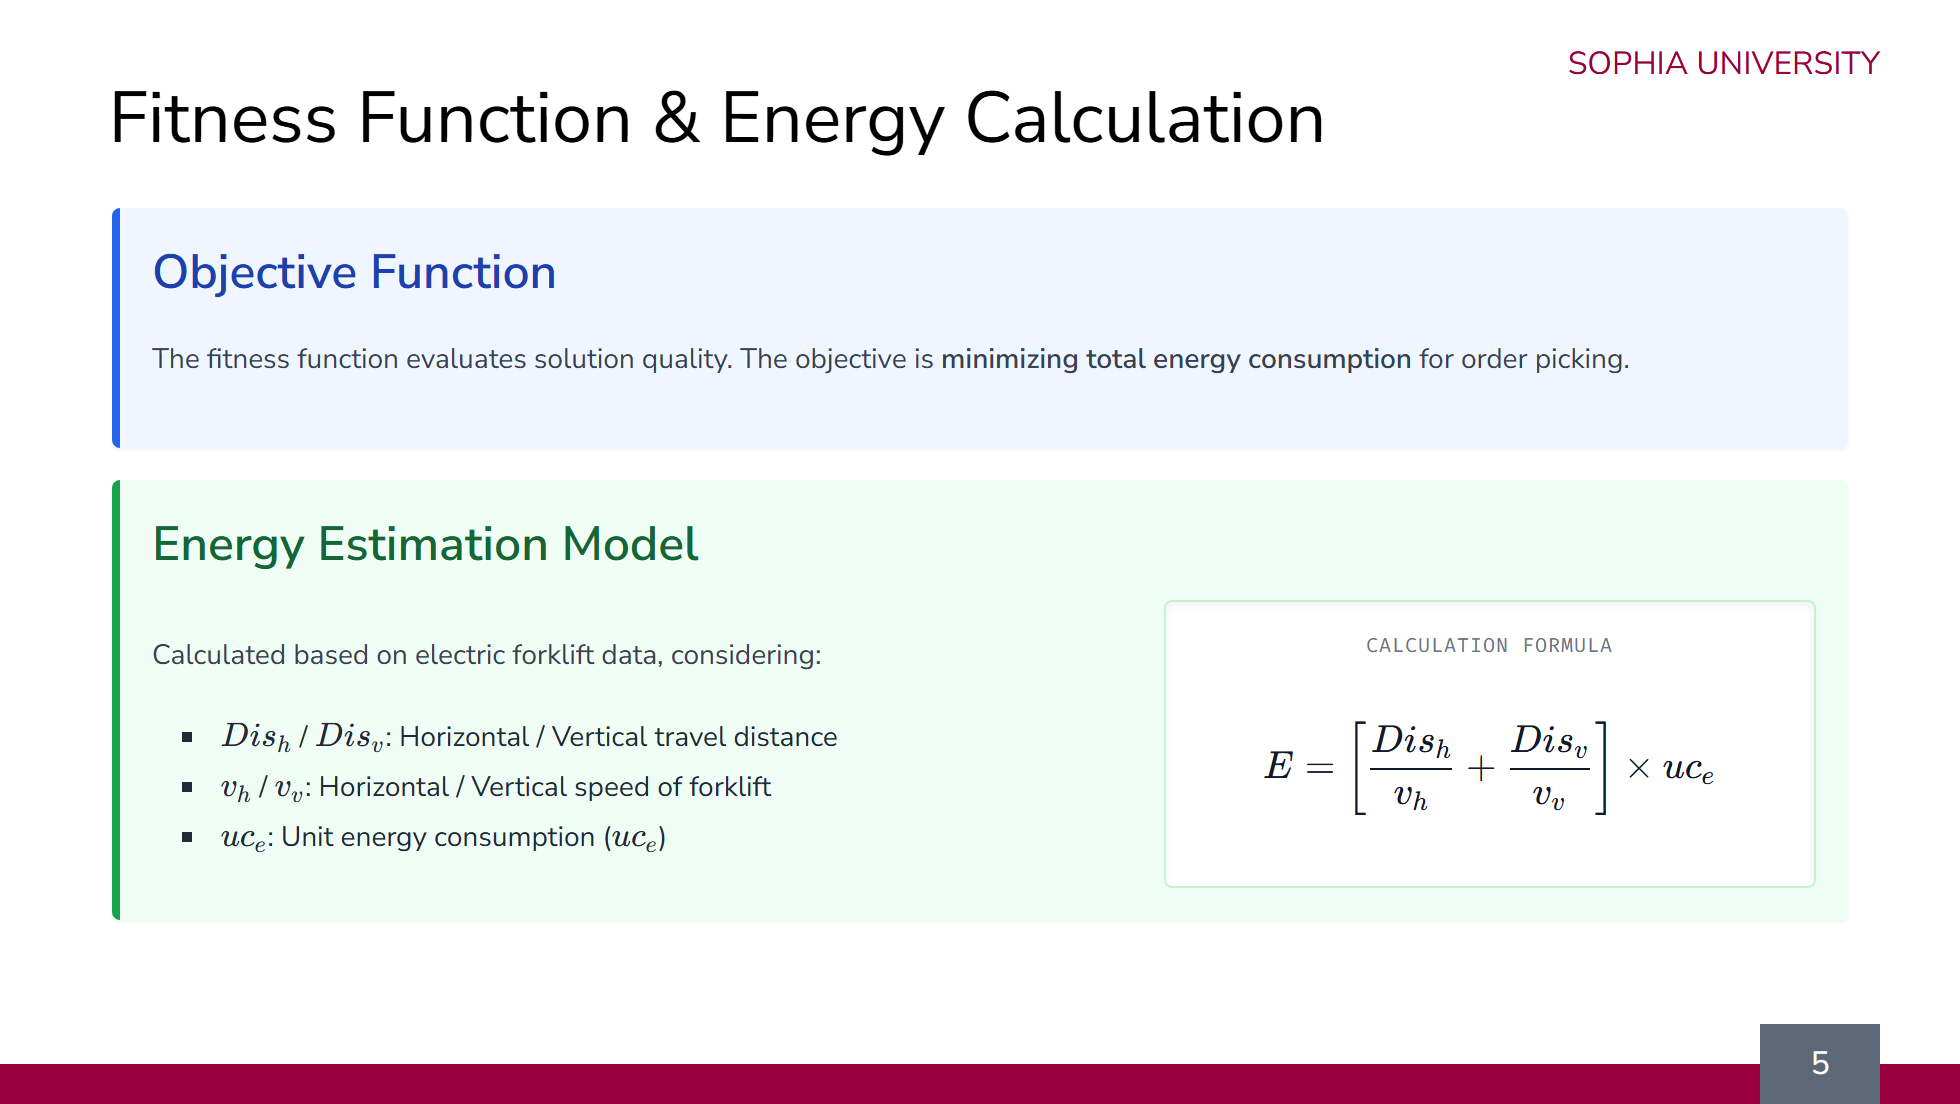 SOPHIA UNIVERSITY
Fitness Function & Energy Calculation
Objective Function
The fitness function evaluates solution quality. The objective is minimizing total energy consumption for order picking.
Energy Estimation Model
Calculated based on electric forklift data, considering:
▪ Dis_h / Dis_v: Horizontal / Vertical travel distance
▪ v_h / v_v: Horizontal / Vertical speed of forklift
▪ uc_e: Unit energy consumption (uc_e)
CALCULATION FORMULA
E = [Dis_h / v_h + Dis_v / v_v] × uc_e
5